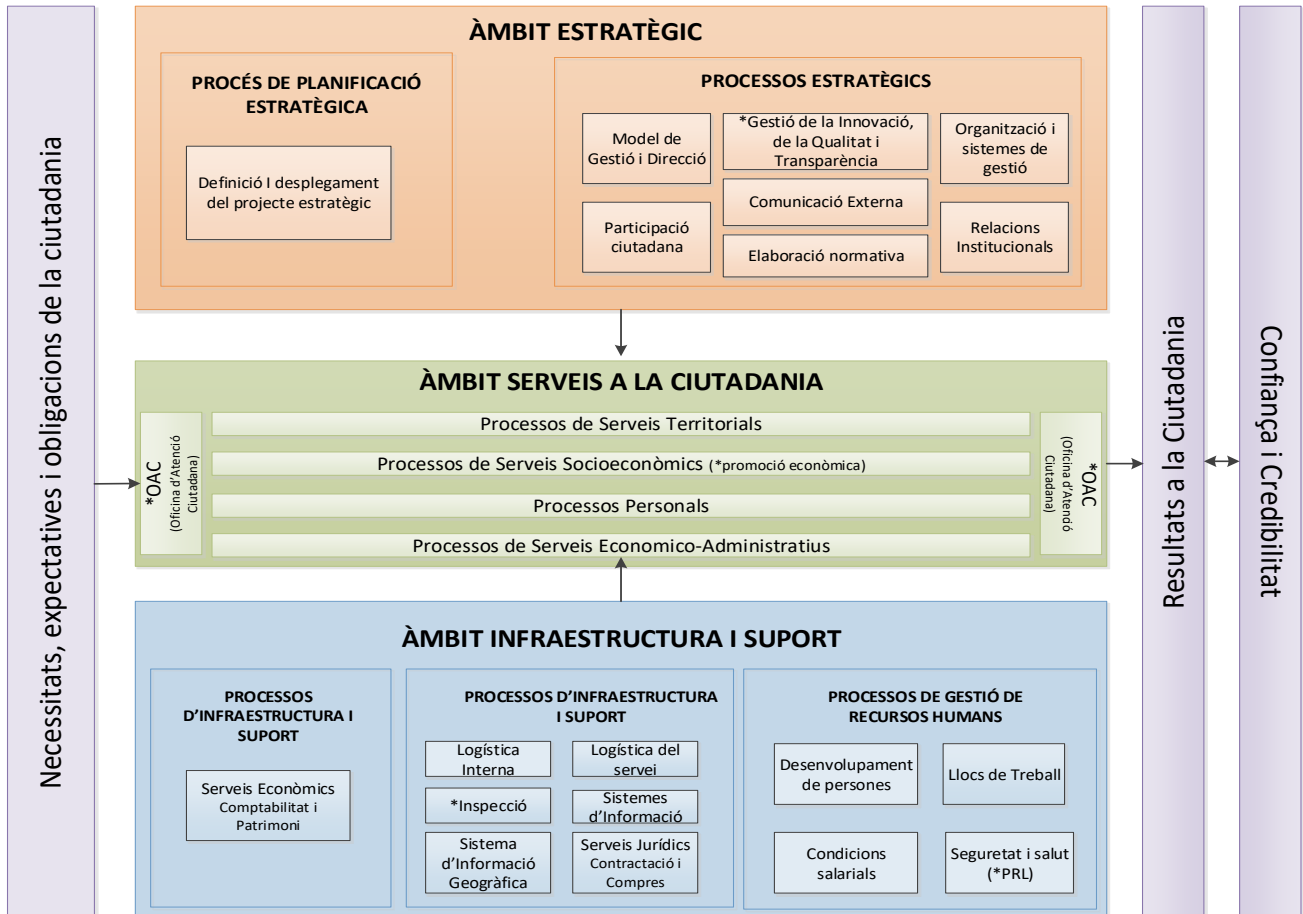 Necessitats, expectatives i obligacions de la ciutadania
ÀMBIT ESTRATÈGIC
PROCÉS DE PLANIFICACIÓ
ESTRATÈGICA
Definició I desplegament
del projecte estratègic
PROCESSOS ESTRATÈGICS
Model de
Gestió i Direcció
*Gestió de la Innovació,
de la Qualitat i
Transparència
Organització i
sistemes de
gestió
Participació
ciutadana
Comunicació Externa
Elaboració normativa
Relacions
Institucionals
ÀMBIT SERVEIS A LA CIUTADANIA
*OAC
(Oficina d'Atenció
Ciutadana)
Processos de Serveis Territorials
Processos de Serveis Socioeconòmics (*promoció econòmica)
Processos Personals
Processos de Serveis Economico-Administratius
*OAC
(Oficina d'Atenció
Ciutadana)
ÀMBIT INFRAESTRUCTURA I SUPORT
PROCESSOS
D'INFRAESTRUCTURA I
SUPORT
Serveis Econòmics
Comptabilitat i
Patrimoni
PROCESSOS D'INFRAESTRUCTURA
I SUPORT
Logística
Interna
Logística del
servei
*Inspecció
Sistemes
d'Informació
Sistema
d'Informació
Geogràfica
Serveis Jurídics
Contractació i
Compres
PROCESSOS DE GESTIÓ DE
RECURSOS HUMANS
Desenvolupament
de persones
Llocs de Treball
Condicions
salarials
Seguretat i salut
(*PRL)
Resultats a la Ciutadania
Confiança i Credibilitat